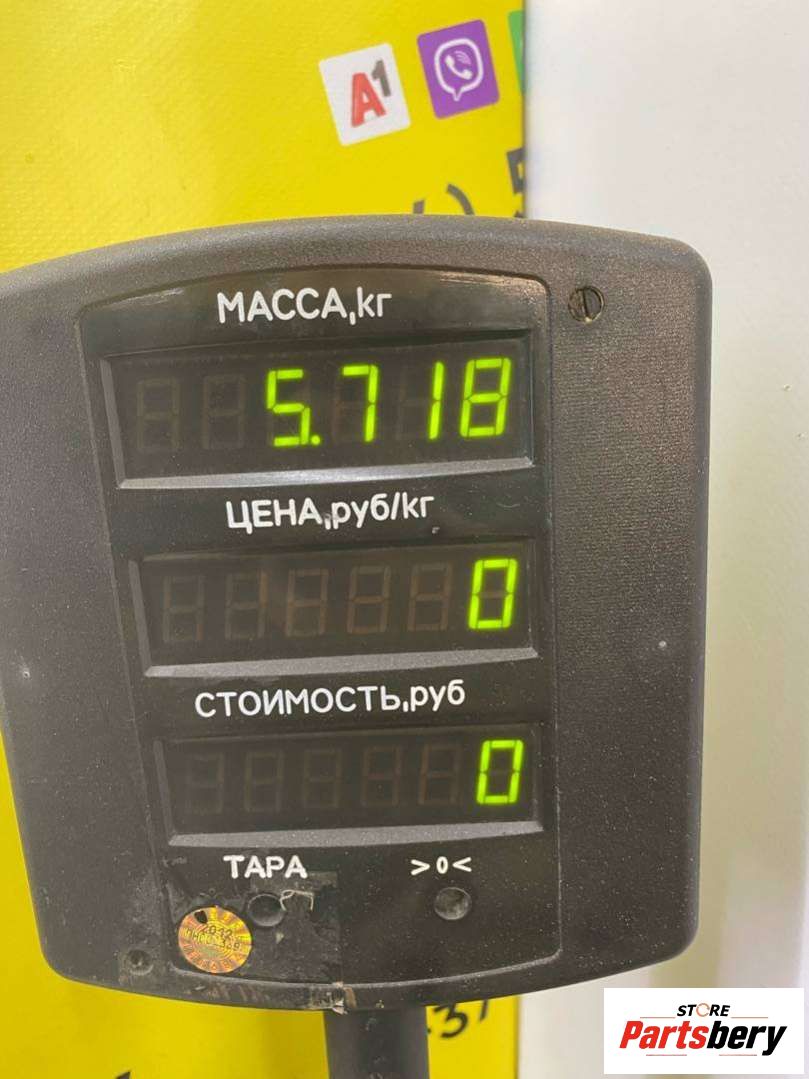 A1
МАССА,кг
5.718
ЦЕНА,руб/кг
0
СТОИМОСТЬ,руб
0
ТАРА >0<
STORE
Partsbery